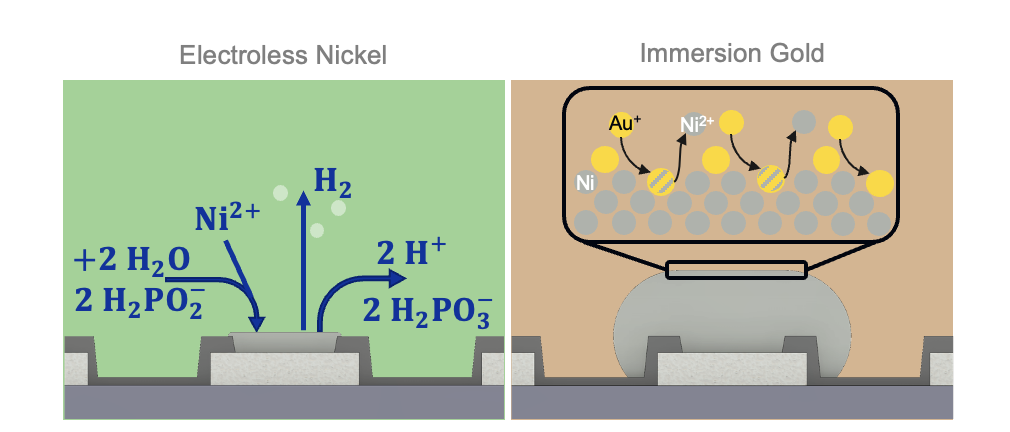 Electroless Nickel
Immersion Gold
H₂
Ni²⁺
+2 H₂O
2 H₂PO₂⁻
2 H⁺
2 H₂PO₃⁻
Au⁺
Ni²⁺
Ni